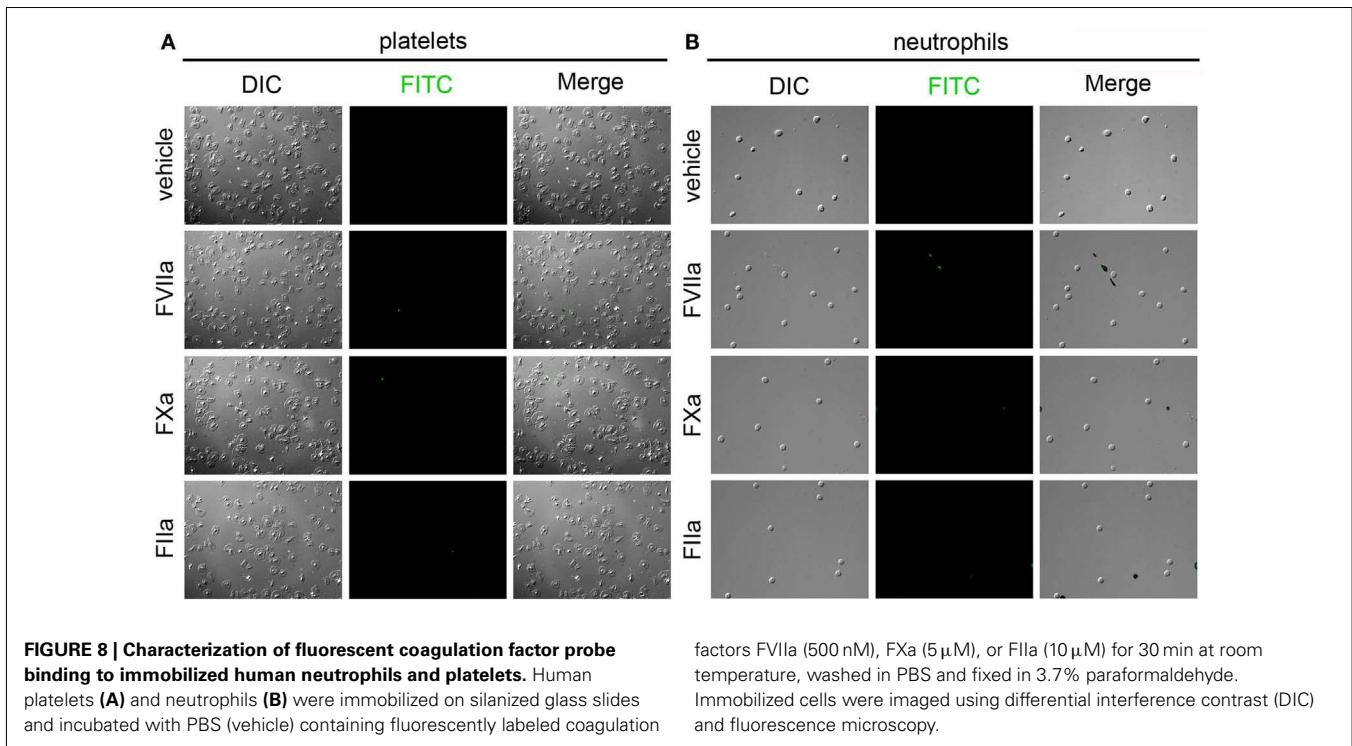 A
platelets
DIC FITC Merge
vehicle
FVIIa
FXa
FIIa
B
neutrophils
DIC FITC Merge
vehicle
FVIIa
FXa
FIIa
FIGURE 8 | Characterization of fluorescent coagulation factor probe
binding to immobilized human neutrophils and platelets. Human
platelets (A) and neutrophils (B) were immobilized on silanized glass slides
and incubated with PBS (vehicle) containing fluorescently labeled coagulation
factors FVIIa (500 nM), FXa (5 μM), or FIIa (10 μM) for 30 min at room
temperature, washed in PBS and fixed in 3.7% paraformaldehyde.
Immobilized cells were imaged using differential interference contrast (DIC)
and fluorescence microscopy.